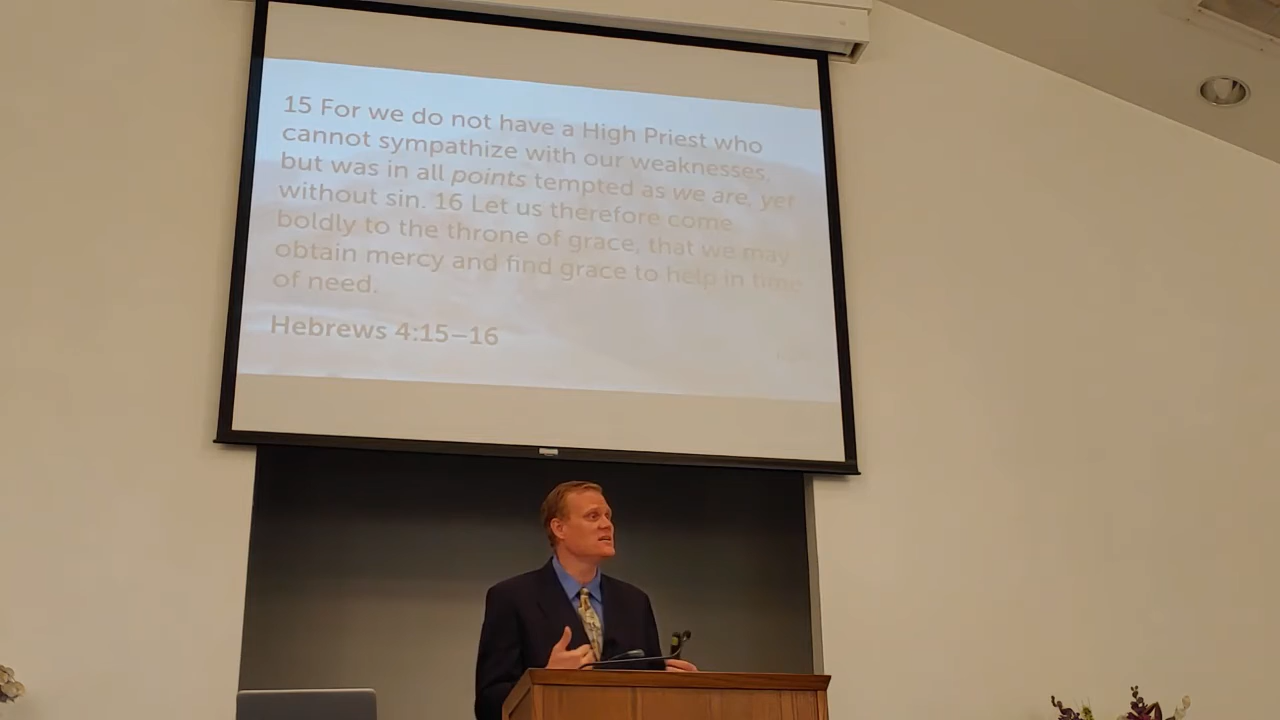 15 For we do not have a High Priest who
cannot sympathize with our weaknesses,
but was in all points tempted as we are, yet
without sin. 16 Let us therefore come
boldly to the throne of grace, that we may
obtain mercy and find grace to help in time
of need.
Hebrews 4:15–16